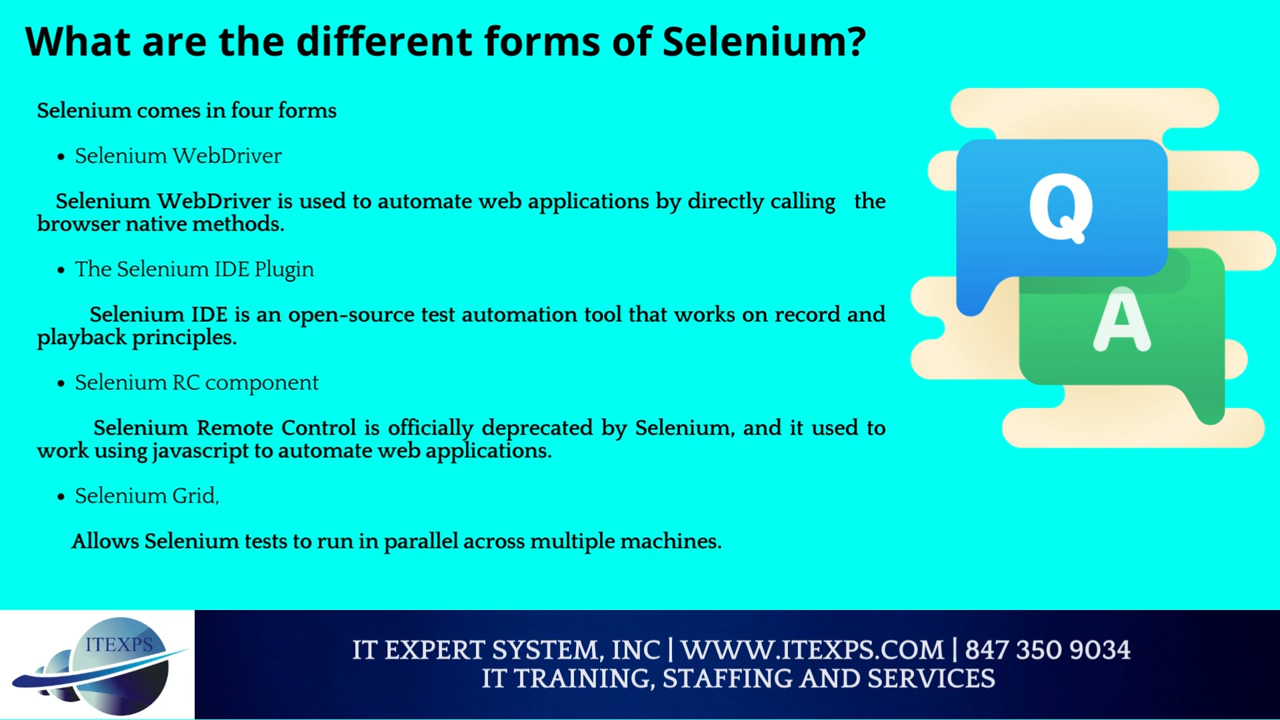 What are the different forms of Selenium?
Selenium comes in four forms
• Selenium WebDriver
Selenium WebDriver is used to automate web applications by directly calling the
browser native methods.
• The Selenium IDE Plugin
Selenium IDE is an open-source test automation tool that works on record and
playback principles.
• Selenium RC component
Selenium Remote Control is officially deprecated by Selenium, and it used to
work using javascript to automate web applications.
• Selenium Grid,
Allows Selenium tests to run in parallel across multiple machines.
Q
A
ITEXPS
IT EXPERT SYSTEM, INC | WWW.ITEXPS.COM | 847 350 9034
IT TRAINING, STAFFING AND SERVICES